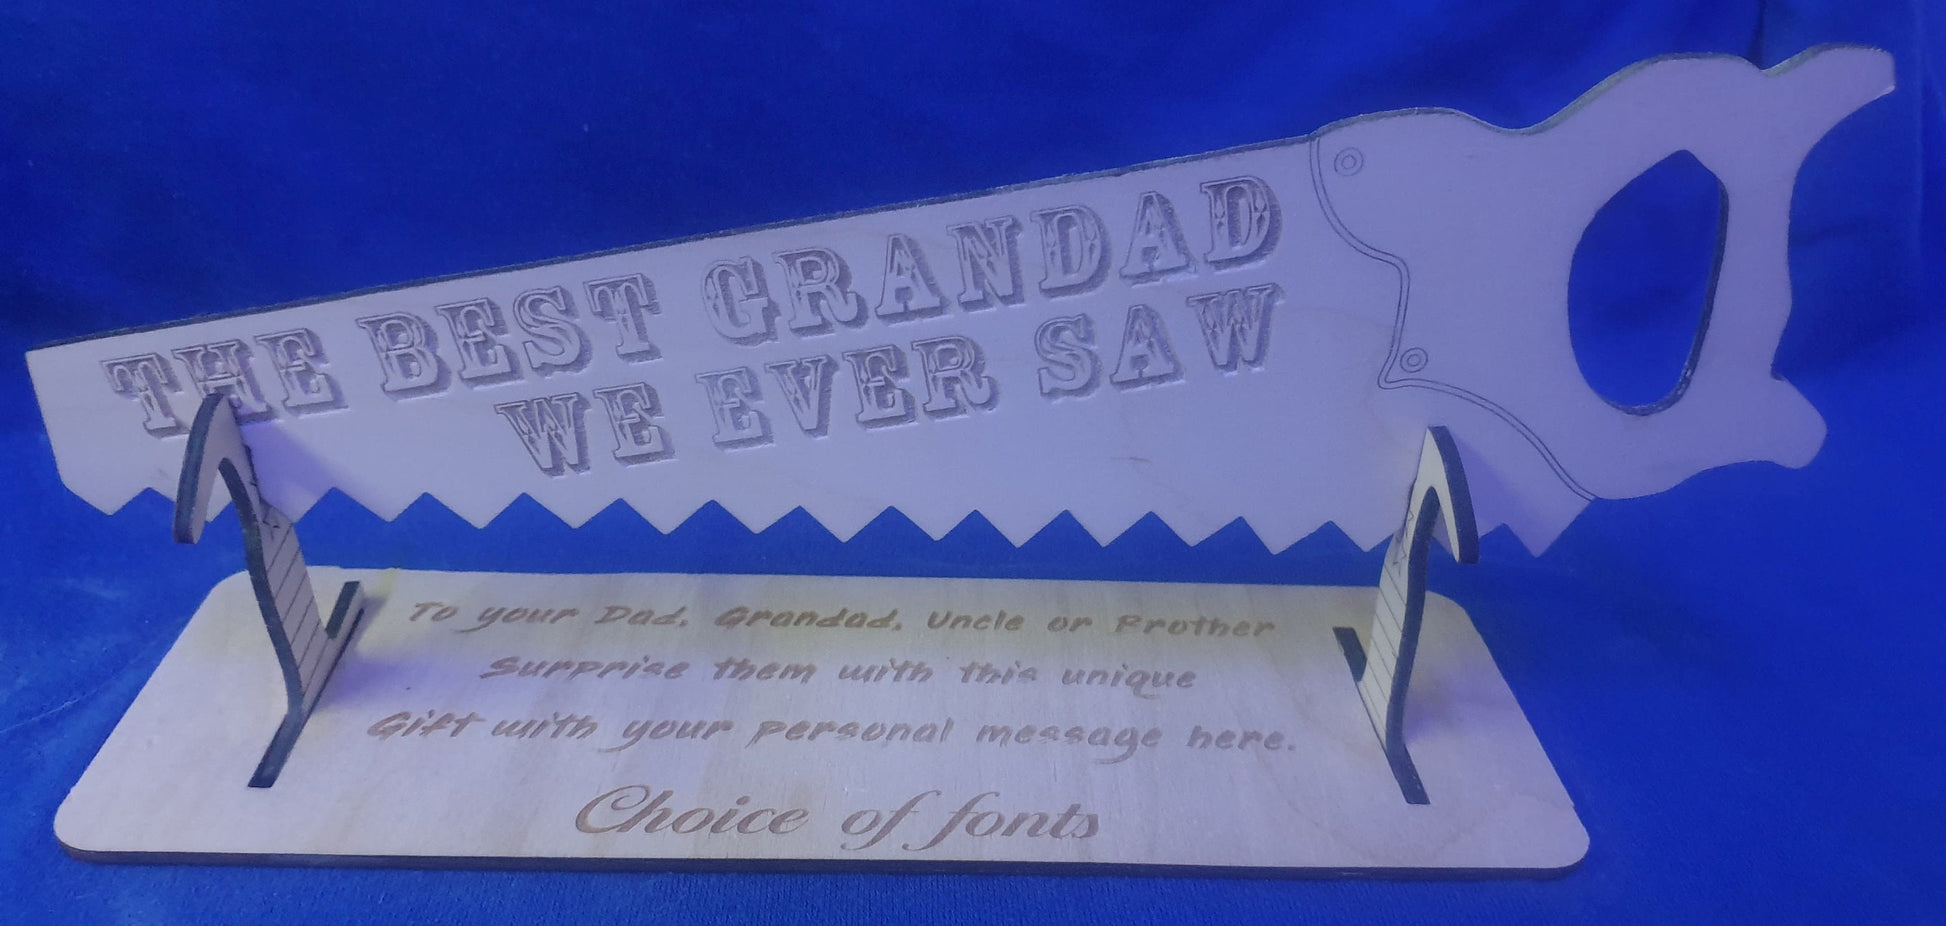 THE BEST GRANDAD
WE EVER SAW
To your Dad, Grandad, Uncle or Brother
Surprise them with this unique
Gift with your personal message here.
Choice of fonts